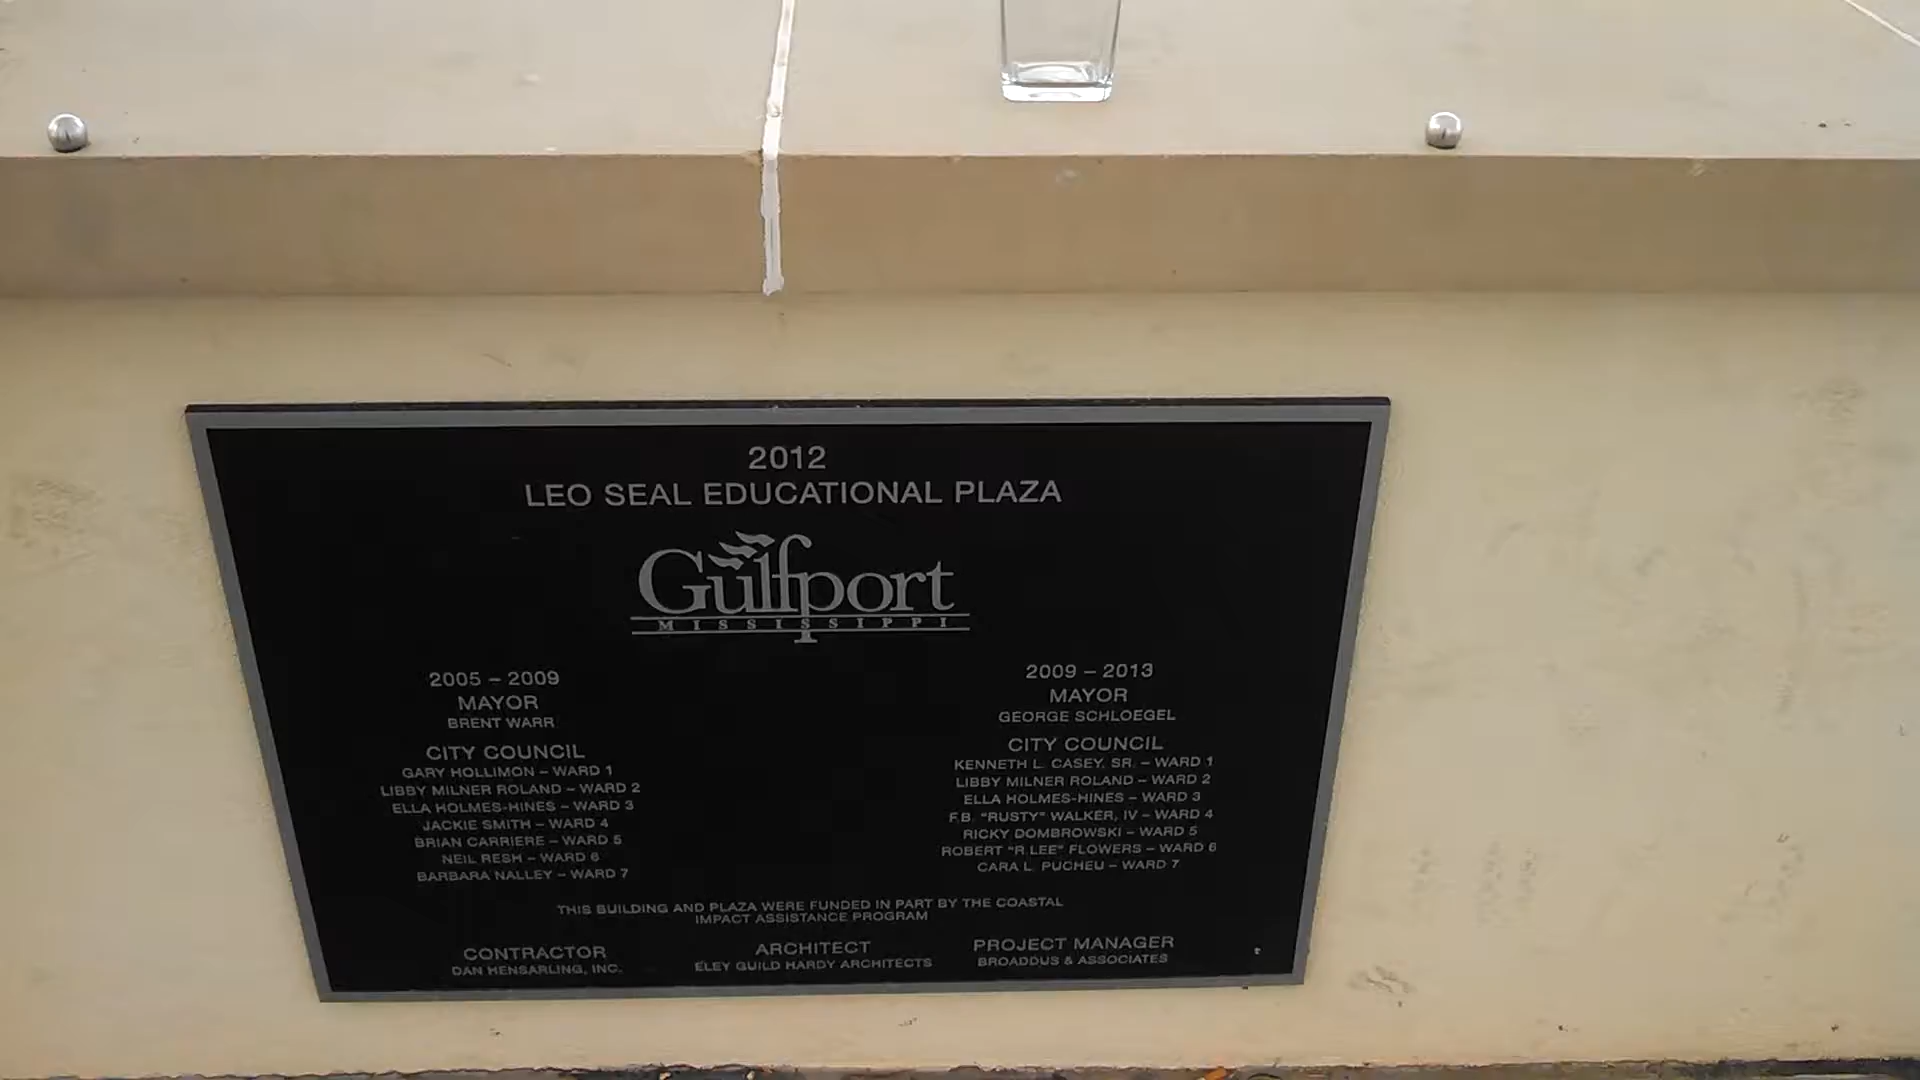 2012
LEO SEAL EDUCATIONAL PLAZA
Gulfport
MISSISSIPPI
2005 – 2009
MAYOR
BRENT WARR
CITY COUNCIL
GARY HOLLIMON – WARD 1
LIBBY MILNER ROLAND – WARD 2
ELLA HOLMES-HINES – WARD 3
JACKIE SMITH – WARD 4
BRIAN CARRIERE – WARD 5
NEIL RESH – WARD 6
BARBARA NALLEY – WARD 7
2009 – 2013
MAYOR
GEORGE SCHLOEGEL
CITY COUNCIL
KENNETH L. CASEY, SR. – WARD 1
LIBBY MILNER ROLAND – WARD 2
ELLA HOLMES-HINES – WARD 3
F.B. "RUSTY" WALKER, IV – WARD 4
RICKY DOMBROWSKI – WARD 5
ROBERT "R.LEE" FLOWERS – WARD 6
CARA L. PUCHEU – WARD 7
THIS BUILDING AND PLAZA WERE FUNDED IN PART BY THE COASTAL
IMPACT ASSISTANCE PROGRAM
CONTRACTOR
DAN HENSARLING, INC.
ARCHITECT
ELEY GUILD HARDY ARCHITECTS
PROJECT MANAGER
BROADDUS & ASSOCIATES